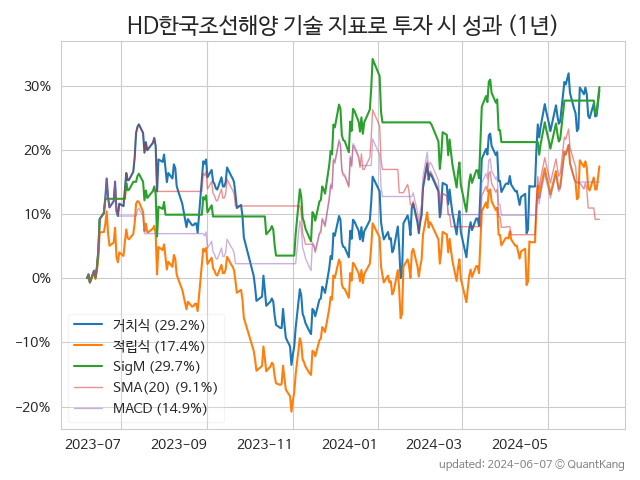 HD한국조선해양 기술 지표로 투자 시 성과 (1년)
30%
20%
10%
0%
−10%
−20%
거치식 (29.2%)
적립식 (17.4%)
SigM (29.7%)
SMA(20) (9.1%)
MACD (14.9%)
2023-07
2023-09
2023-11
2024-01
2024-03
2024-05
updated: 2024-06-07 ⓒ QuantKang